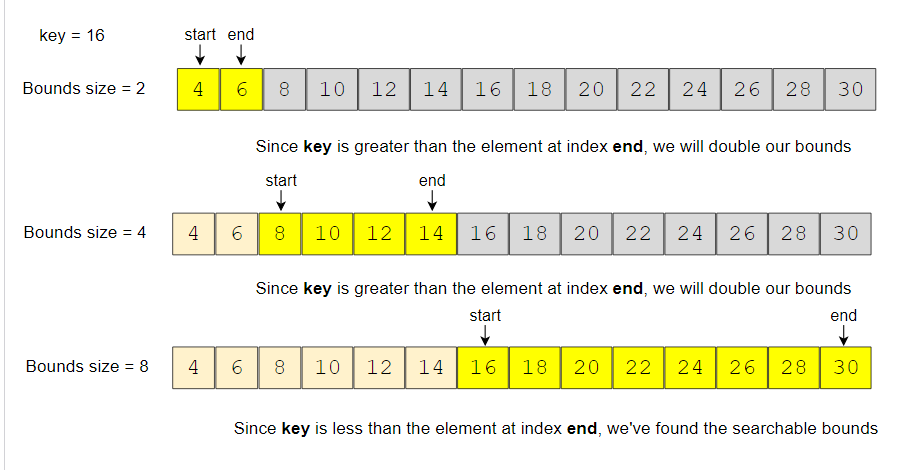 key = 16
start end
Bounds size = 2
4 6 8 10 12 14 16 18 20 22 24 26 28 30
Since key is greater than the element at index end, we will double our bounds
start end
Bounds size = 4
4 6 8 10 12 14 16 18 20 22 24 26 28 30
Since key is greater than the element at index end, we will double our bounds
start end
Bounds size = 8
4 6 8 10 12 14 16 18 20 22 24 26 28 30
Since key is less than the element at index end, we've found the searchable bounds